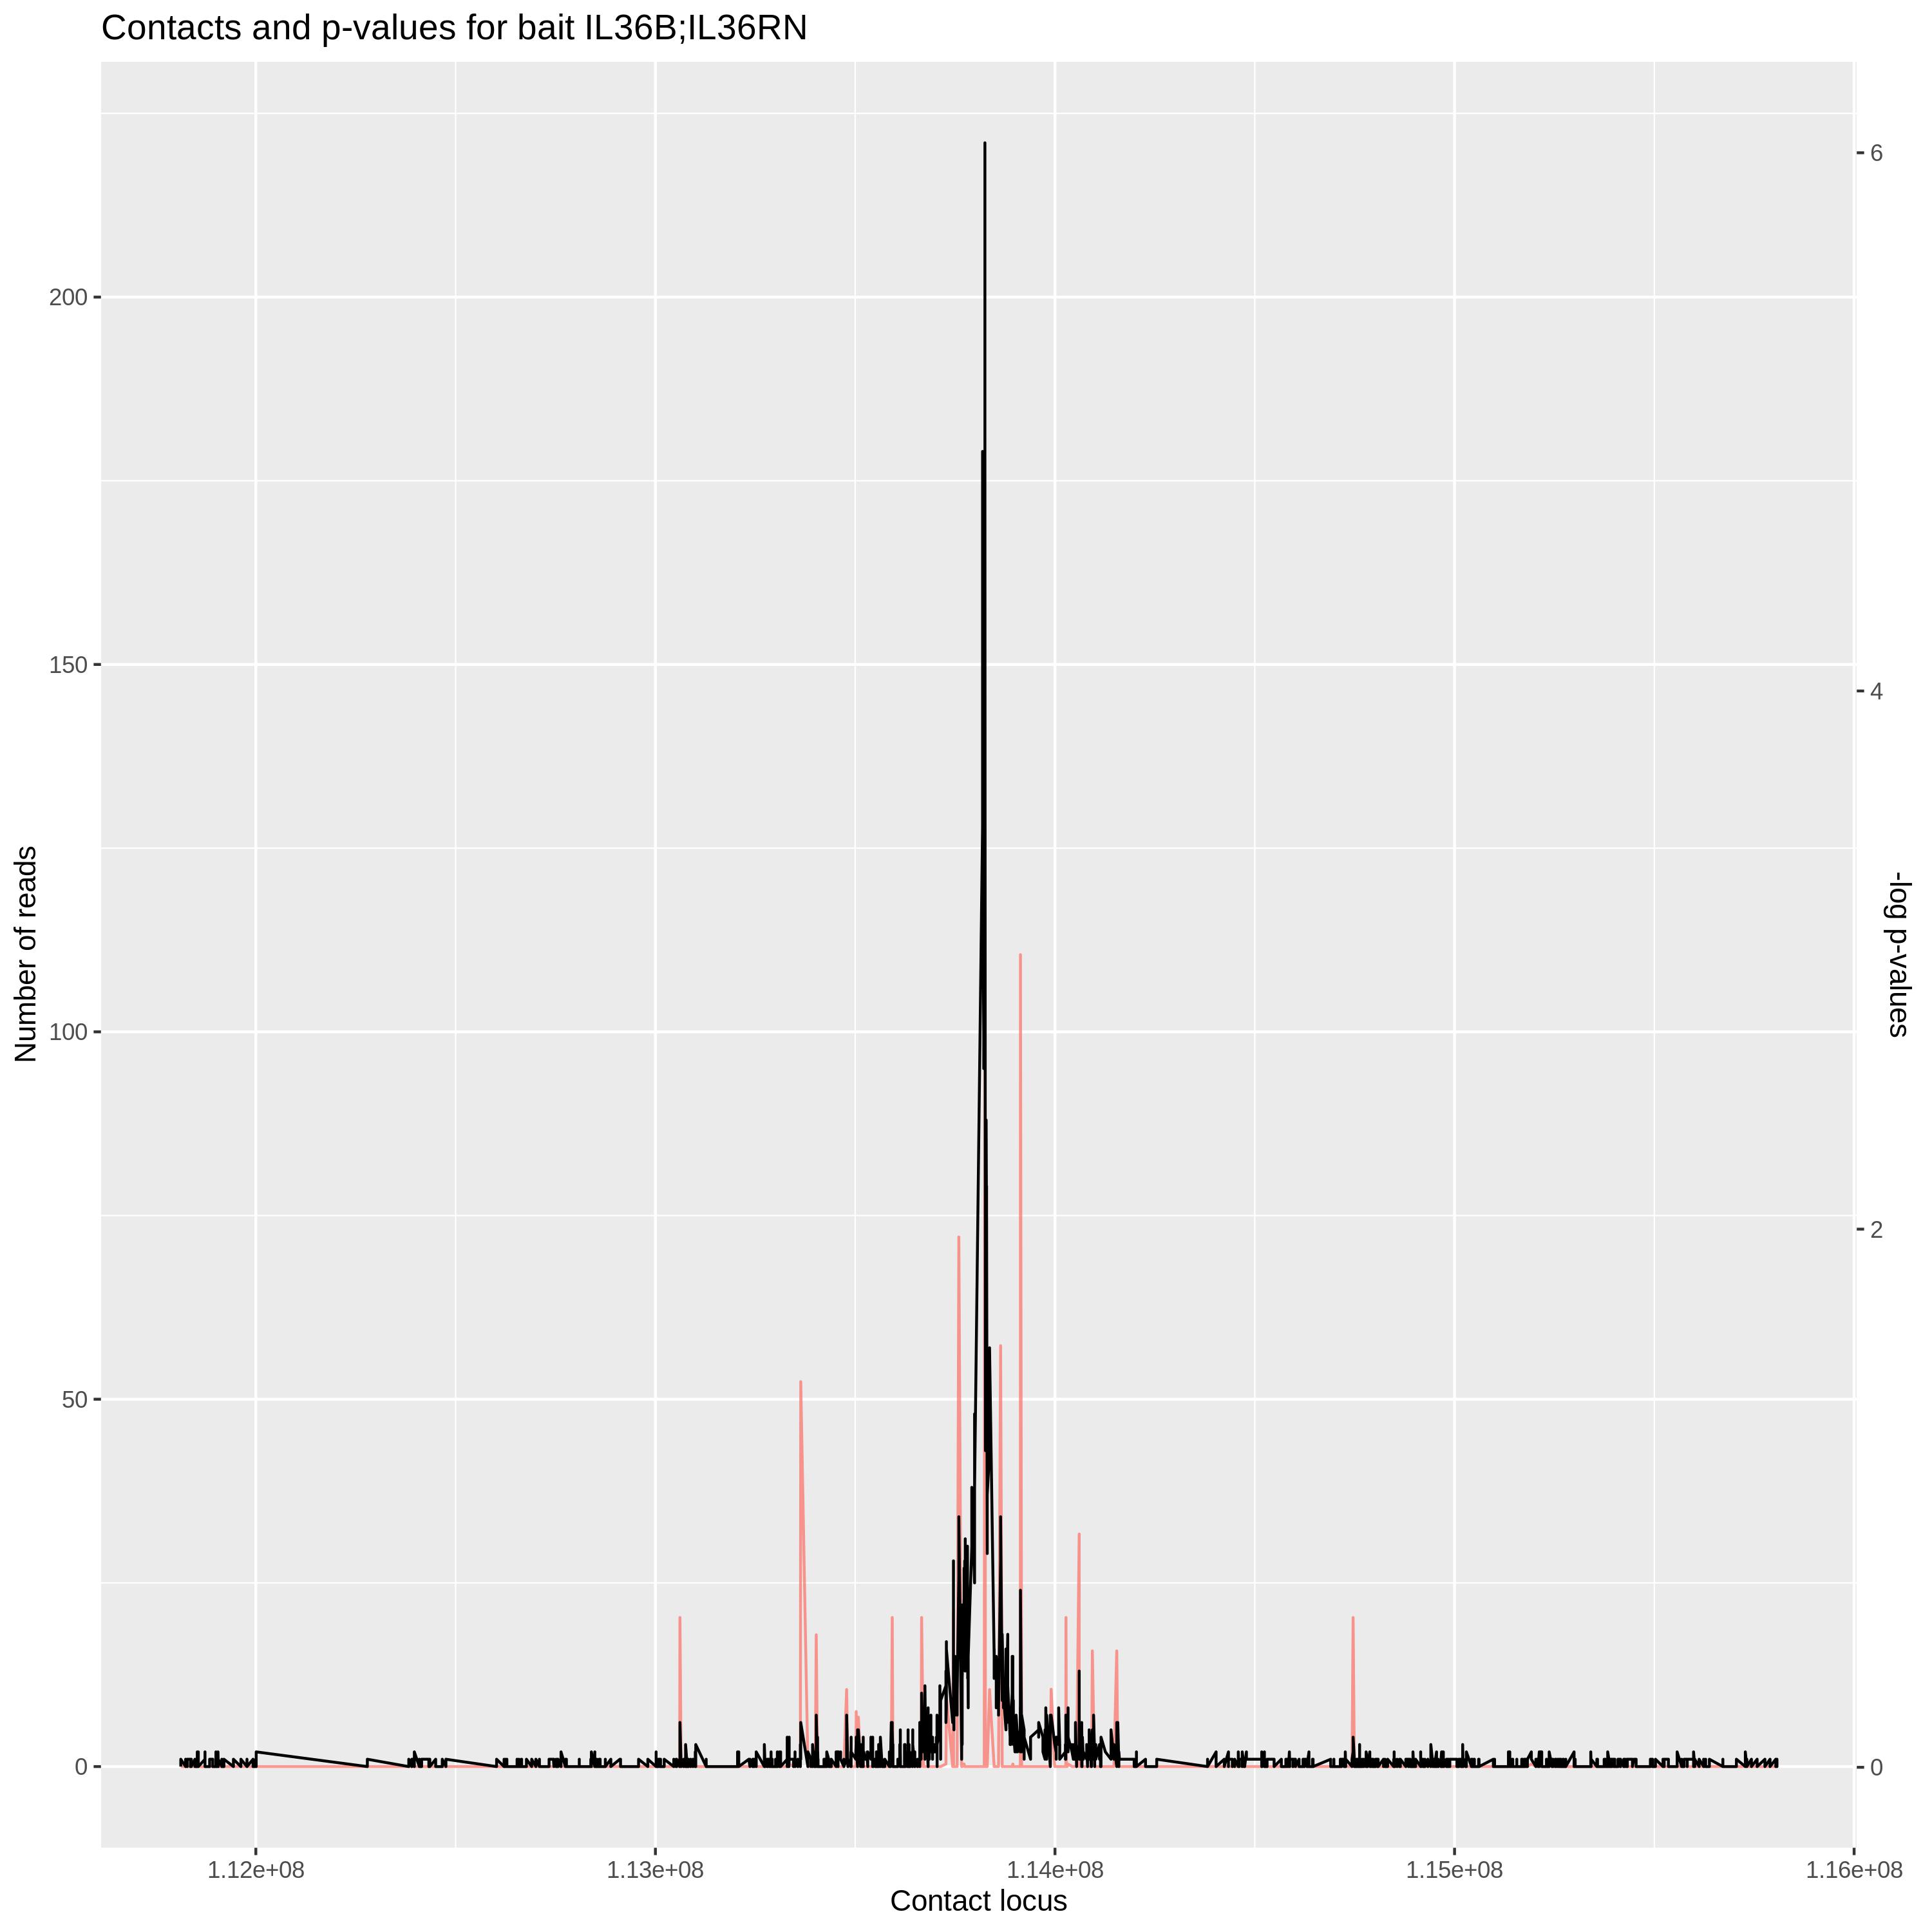 Contacts and p-values for bait IL36B;IL36RN
Number of reads
200
150
100
50
0
6
4
2
0
-log p-values
1.12e+08
1.13e+08
1.14e+08
1.15e+08
1.16e+08
Contact locus